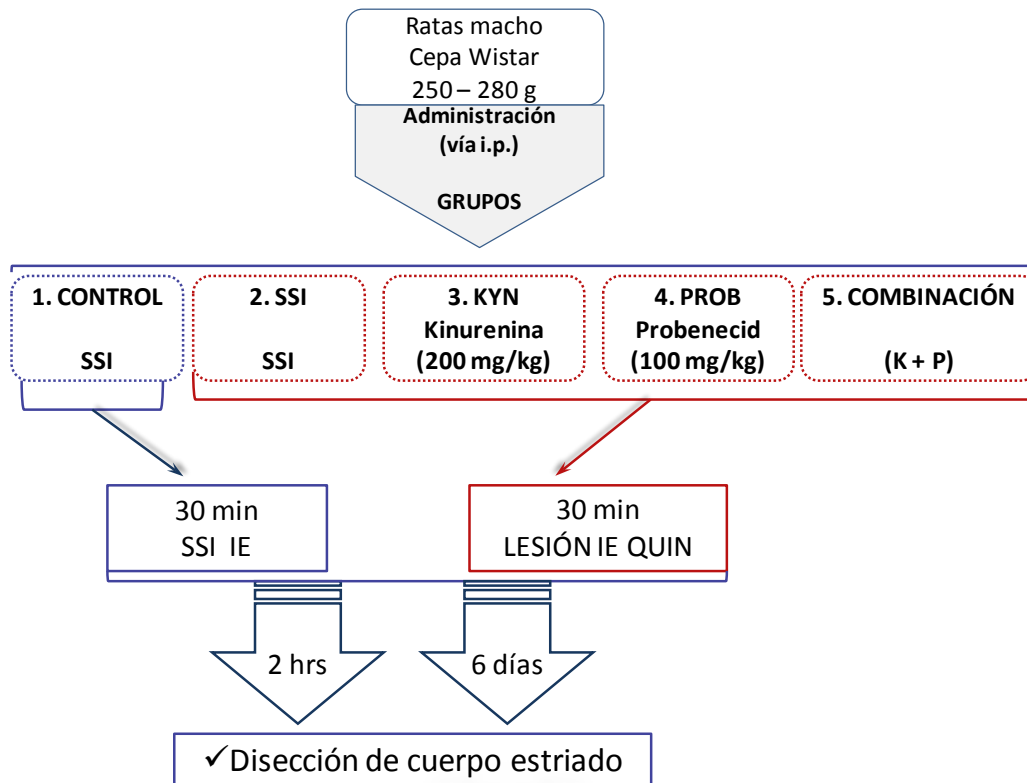 Ratas macho
Cepa Wistar
250 – 280 g
Administración
(vía i.p.)
GRUPOS
1. CONTROL
SSI
2. SSI
SSI
3. KYN
Kinurenina
(200 mg/kg)
4. PROB
Probenecid
(100 mg/kg)
5. COMBINACIÓN
(K + P)
30 min
SSI IE
30 min
LESIÓN IE QUIN
2 hrs
6 días
✓Disección de cuerpo estriado